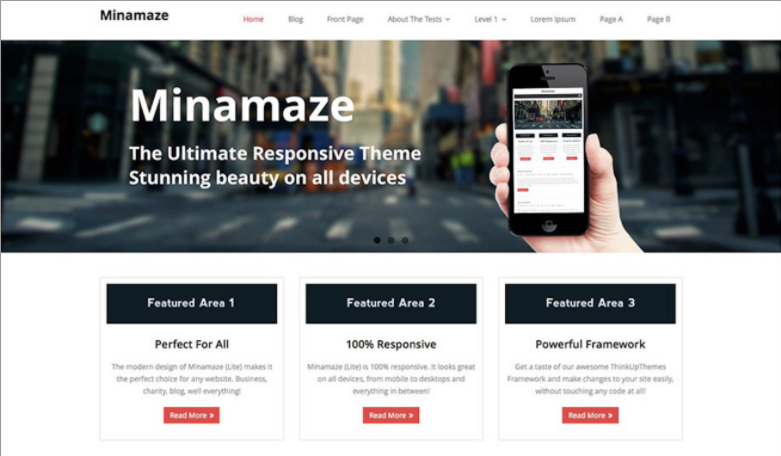 Minamaze
Home Blog Front Page About The Tests Level 1 Lorem Ipsum Page A Page B
Minamaze
The Ultimate Responsive Theme
Stunning beauty on all devices
Featured Area 1
Perfect For All
The modern design of Minamaze (Lite) makes it
the perfect choice for any website. Business,
charity, blog, well everything!
Read More »
Featured Area 2
100% Responsive
Minamaze (Lite) is 100% responsive. It looks great
on all devices, from mobile to desktops and
everything in between!
Read More »
Featured Area 3
Powerful Framework
Get a taste of our awesome ThinkUpThemes
Framework and make changes to your site easily,
without touching any code at all!
Read More »